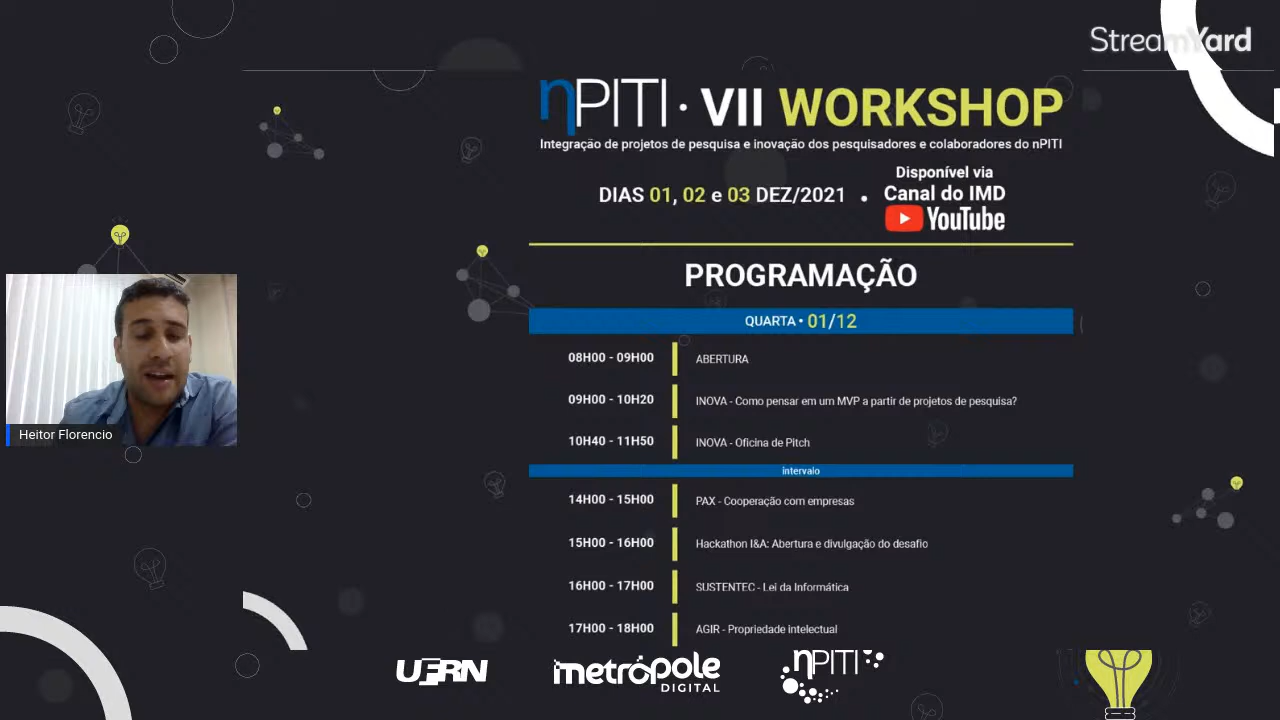 StreamYard
ηPITI · VII WORKSHOP
Integração de projetos de pesquisa e inovação dos pesquisadores e colaboradores do nPITI
DIAS 01, 02 e 03 DEZ/2021 •
Disponível via
Canal do IMD
YouTube
PROGRAMAÇÃO
QUARTA • 01/12
08H00 - 09H00 ABERTURA
09H00 - 10H20 INOVA - Como pensar em um MVP a partir de projetos de pesquisa?
10H40 - 11H50 INOVA - Oficina de Pitch
intervalo
14H00 - 15H00 PAX - Cooperação com empresas
15H00 - 16H00 Hackathon I&A: Abertura e divulgação do desafio
16H00 - 17H00 SUSTENTEC - Lei da Informática
17H00 - 18H00 AGIR - Propriedade intelectual
Heitor Florencio
UFRN
metrópole
DIGITAL
ηPITI